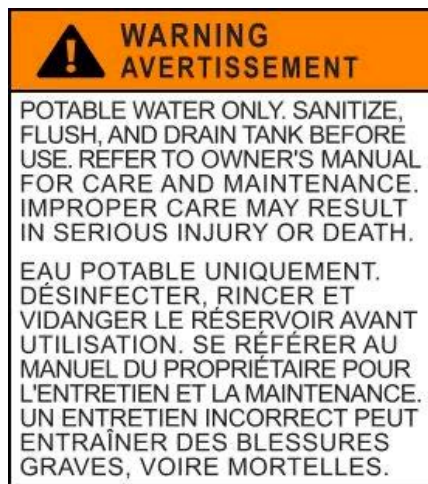 WARNING
AVERTISSEMENT
POTABLE WATER ONLY. SANITIZE,
FLUSH, AND DRAIN TANK BEFORE
USE. REFER TO OWNER'S MANUAL
FOR CARE AND MAINTENANCE.
IMPROPER CARE MAY RESULT
IN SERIOUS INJURY OR DEATH.
EAU POTABLE UNIQUEMENT.
DÉSINFECTER, RINCER ET
VIDANGER LE RÉSERVOIR AVANT
UTILISATION. SE RÉFÉRER AU
MANUEL DU PROPRIÉTAIRE POUR
L'ENTRETIEN ET LA MAINTENANCE.
UN ENTRETIEN INCORRECT PEUT
ENTRAÎNER DES BLESSURES
GRAVES, VOIRE MORTELLES.